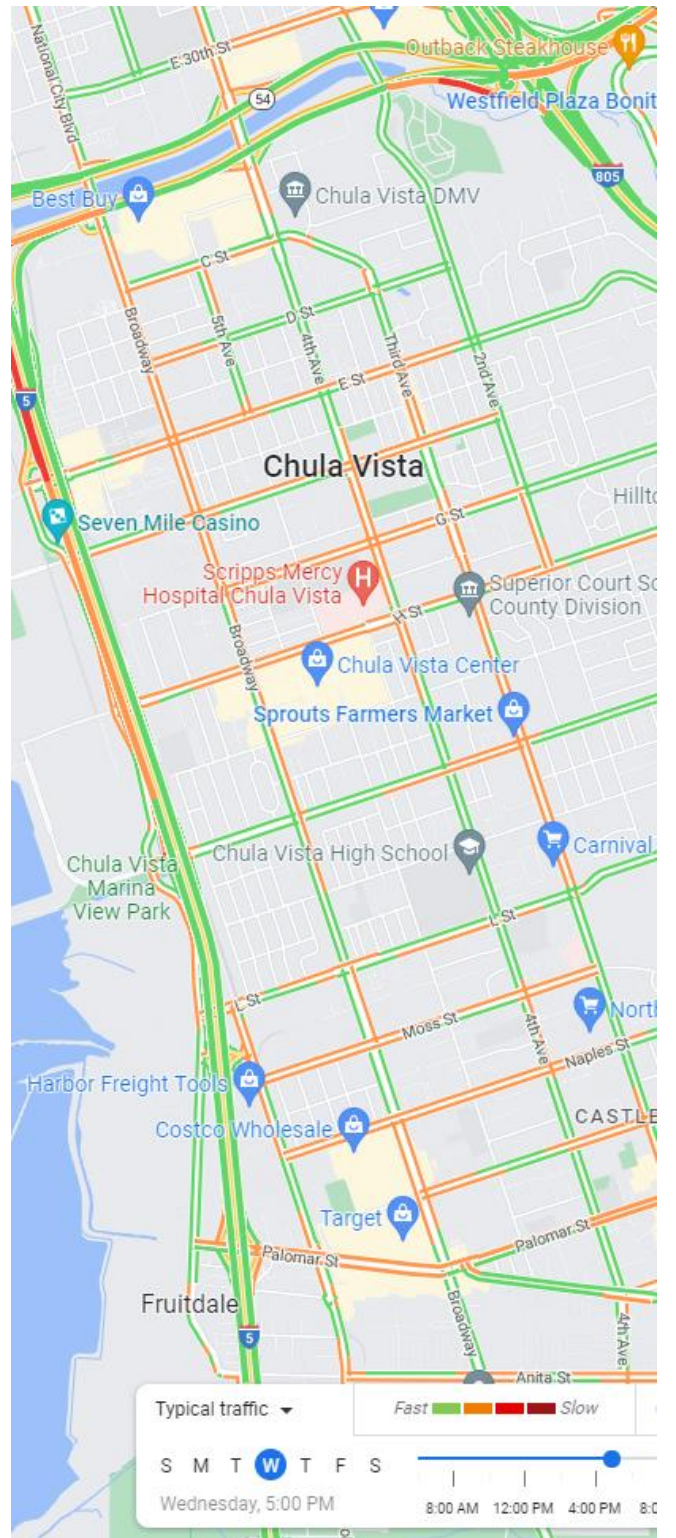 National City Blvd
E 30th St
Outback Steakhouse
54
Westfield Plaza Bonit
805
Best Buy
Chula Vista DMV
C St
Broadway
5th Ave
D St
4th Ave
Third Ave
2nd Ave
E St
5
Chula Vista
Hillto
Seven Mile Casino
G St
Scripps Mercy
Hospital Chula Vista
H
Superior Court So
County Division
H St
Broadway
Chula Vista Center
Sprouts Farmers Market
Chula Vista High School
Carnival
Chula Vista
Marina
View Park
L St
L St
Moss St
4th Ave
North
Naples St
Harbor Freight Tools
CASTLE
Costco Wholesale
Target
Palomar St
Palomar St
Fruitdale
Broadway
4th Ave
5
Anita St
Typical traffic
Fast Slow
S M T W T F S
Wednesday, 5:00 PM
8:00 AM 12:00 PM 4:00 PM 8:0